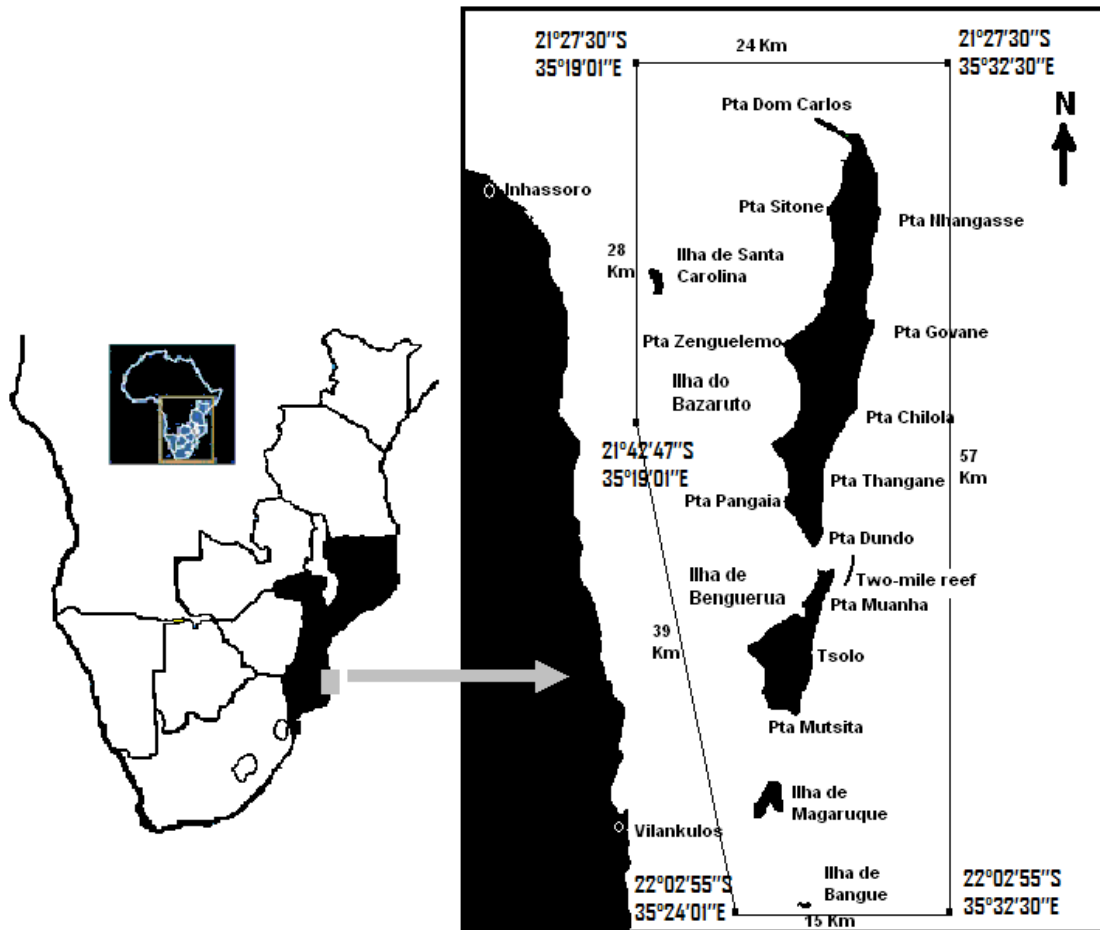 21°27'30"S
35°19'01"E
24 Km
21°27'30"S
35°32'30"E
Pta Dom Carlos
N
Inhassoro
Pta Sitone
Pta Nhangasse
28
Km
Ilha de Santa
Carolina
Pta Zenguelemo
Pta Govane
Ilha do
Bazaruto
Pta Chilola
21°42'47"S
35°19'01"E
57
Km
Pta Thangane
Pta Pangaia
Pta Dundo
Ilha de
Benguerua
Two-mile reef
Pta Muanha
39
Km
Tsolo
Pta Mutsita
Ilha de
Magaruque
Vilankulos
Ilha de
Bangue
22°02'55"S
35°24'01"E
22°02'55"S
35°32'30"E
15 Km